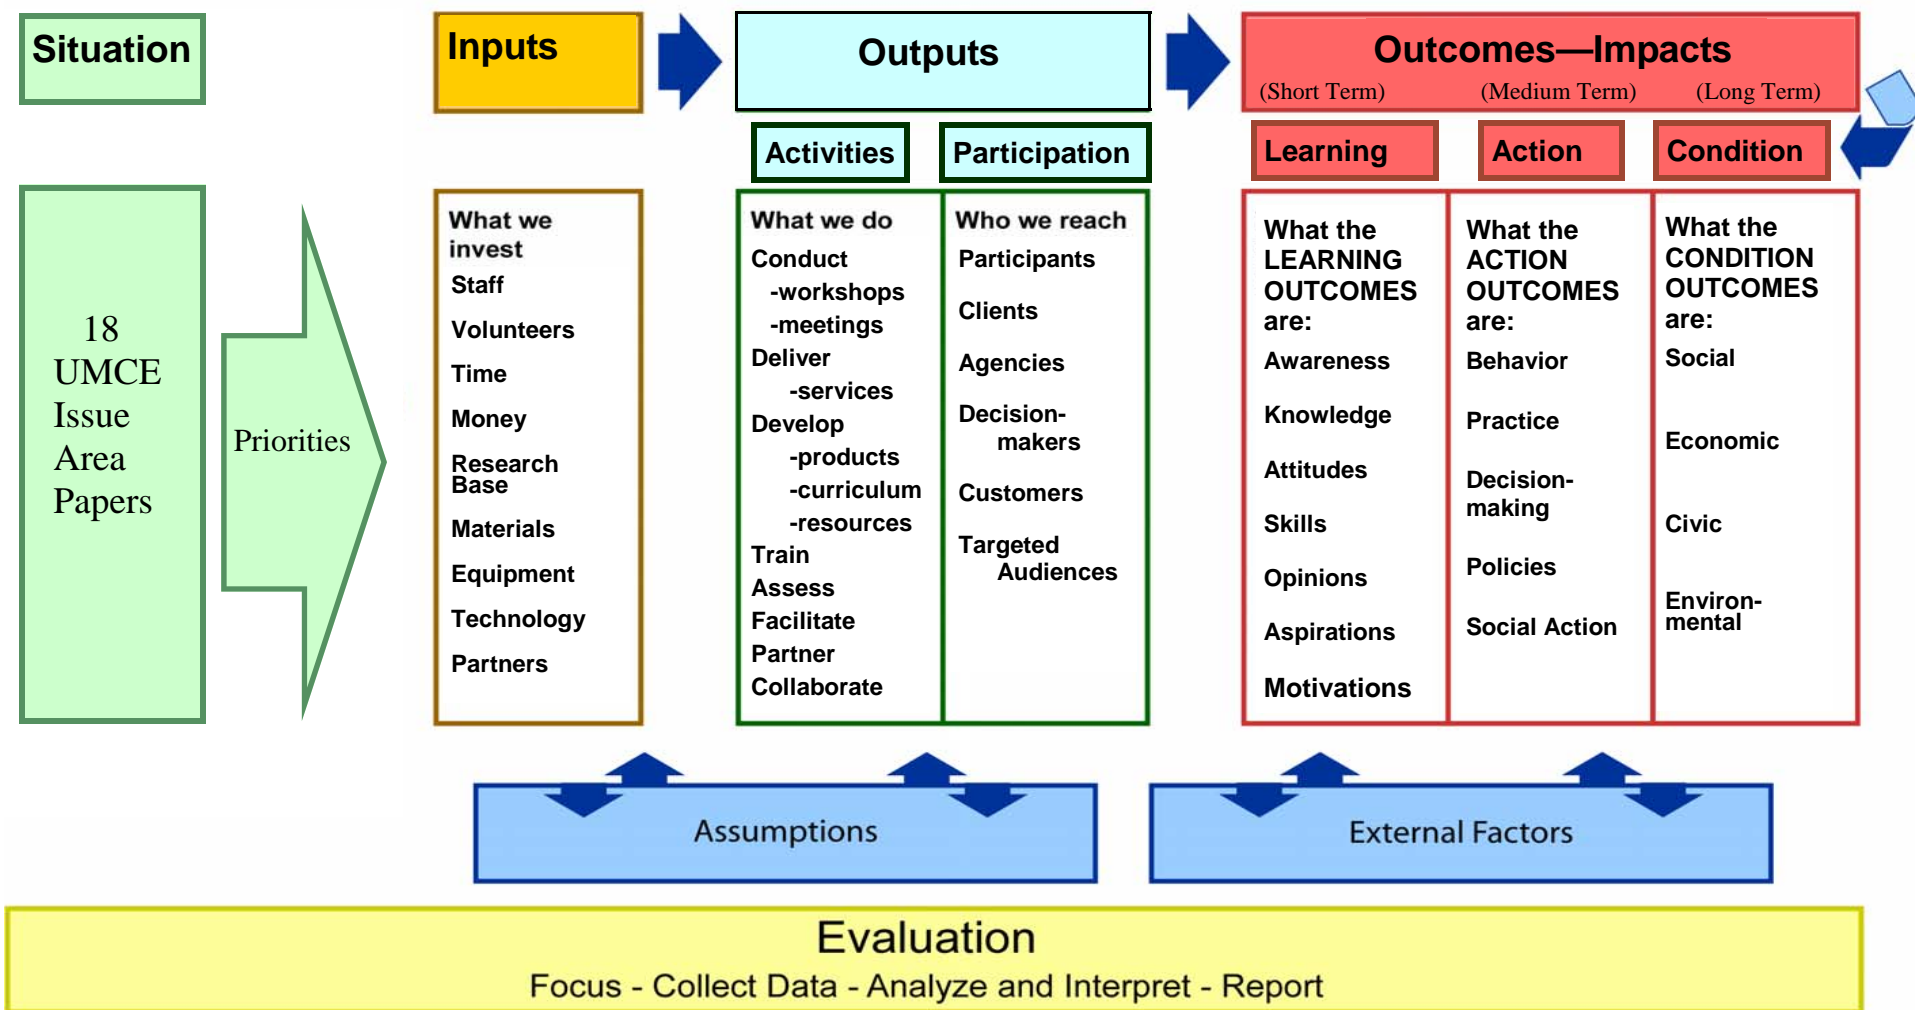 Situation
18
UMCE
Issue
Area
Papers
Priorities
Inputs
What we
invest
Staff
Volunteers
Time
Money
Research
Base
Materials
Equipment
Technology
Partners
Outputs
Activities
What we do
Conduct
-workshops
-meetings
Deliver
-services
Develop
-products
-curriculum
-resources
Train
Assess
Facilitate
Partner
Collaborate
Participation
Who we reach
Participants
Clients
Agencies
Decision-
makers
Customers
Targeted
Audiences
Outcomes—Impacts
(Short Term) (Medium Term) (Long Term)
Learning
What the
LEARNING
OUTCOMES
are:
Awareness
Knowledge
Attitudes
Skills
Opinions
Aspirations
Motivations
Action
What the
ACTION
OUTCOMES
are:
Behavior
Practice
Decision-
making
Policies
Social Action
Condition
What the
CONDITION
OUTCOMES
are:
Social
Economic
Civic
Environ-
mental
Assumptions
External Factors
Evaluation
Focus - Collect Data - Analyze and Interpret - Report